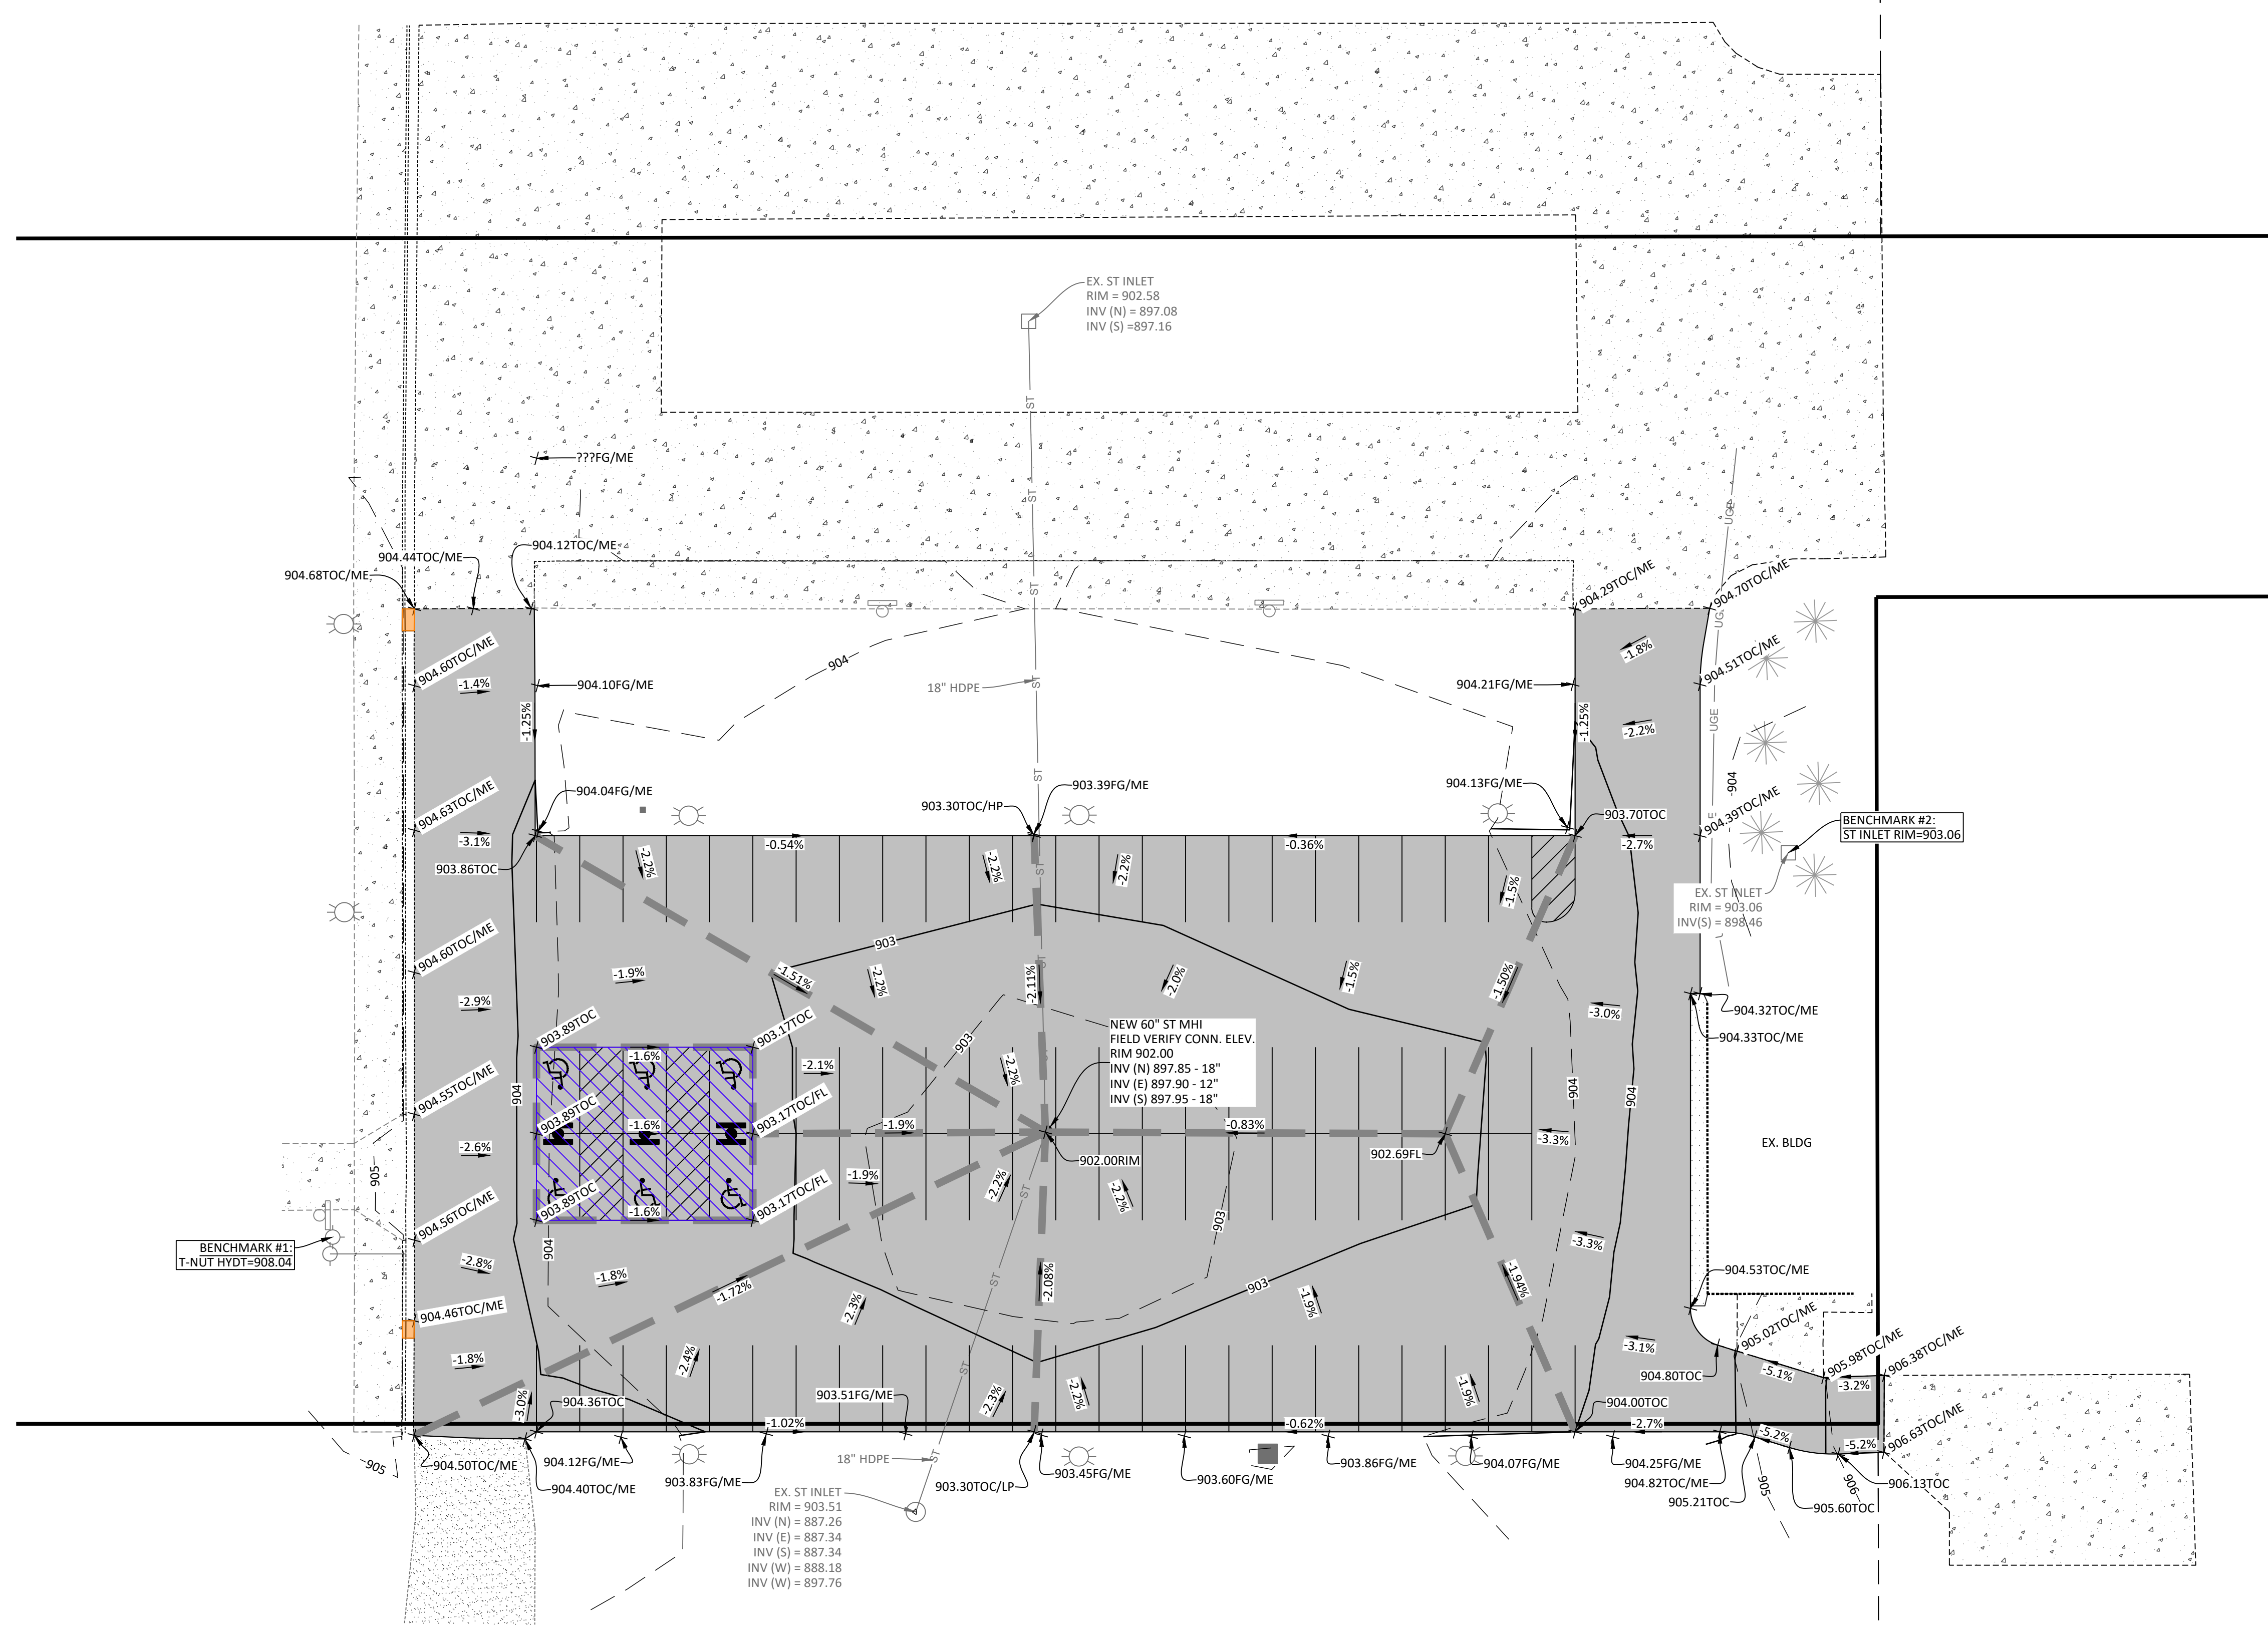 EX. ST INLET
RIM = 902.58
INV (N) = 897.08
INV (S) =897.16
ST
???FG/ME
ST
UGE
904.12TOC/ME
904.44TOC/ME
904.68TOC/ME
904.29TOC/ME
904.70TOC/ME
ST
UG
904.60TOC/ME
-1.4%
904.10FG/ME
904
18" HDPE
ST
904.21FG/ME
-1.8%
904.51TOC/ME
-1.25%
-1.25%
-2.2%
UGE
904
904.04FG/ME
ST
903.39FG/ME
903.30TOC/HP
904.13FG/ME
903.70TOC
904.63TOC/ME
-3.1%
904.39TOC/ME
BENCHMARK #2:
ST INLET RIM=903.06
903.86TOC
-0.54%
-0.36%
-2.7%
-2.2%
-2.2%
ST
-2.2%
-1.5%
EX. ST INLET
RIM = 903.06
INV(S) = 898.46
904.60TOC/ME
903
-1.9%
-1.51%
-2.2%
ST
-2.11%
-2.0%
-1.5%
-1.50%
-2.9%
-3.0%
904.32TOC/ME
904.33TOC/ME
NEW 60" ST MHI
FIELD VERIFY CONN. ELEV.
RIM 902.00
INV (N) 897.85 - 18"
INV (E) 897.90 - 12"
INV (S) 897.95 - 18"
903.89TOC
-1.6%
903.17TOC
-2.1%
903
-2.2%
904
904
904
904.55TOC/ME
903.89TOC
-1.6%
903.17TOC/FL
-1.9%
-0.83%
-3.3%
EX. BLDG
-2.6%
902.00RIM
902.69FL
905
904.56TOC/ME
903.89TOC
-1.6%
903.17TOC/FL
-1.9%
-2.2%
ST
-2.2%
903
904
-3.3%
BENCHMARK #1:
T-NUT HYDT=908.04
-2.8%
-1.8%
-1.72%
ST
-2.08%
903
-1.94%
904.53TOC/ME
904.46TOC/ME
-2.3%
-1.9%
-3.1%
905.02TOC/ME
905.98TOC/ME
906.38TOC/ME
-1.8%
-2.4%
ST
904.80TOC
-5.1%
-3.2%
-3.0%
904.36TOC
903.51FG/ME
-2.3%
-2.2%
-1.9%
904.00TOC
-1.02%
-0.62%
-2.7%
-5.2%
-5.2%
906.63TOC/ME
905
904.50TOC/ME
904.12FG/ME
904.40TOC/ME
903.83FG/ME
18" HDPE
ST
903.30TOC/LP
903.45FG/ME
903.60FG/ME
903.86FG/ME
904.07FG/ME
904.25FG/ME
904.82TOC/ME
905.21TOC
905
905.60TOC
906
906.13TOC
EX. ST INLET
RIM = 903.51
INV (N) = 887.26
INV (E) = 887.34
INV (S) = 887.34
INV (W) = 888.18
INV (W) = 897.76